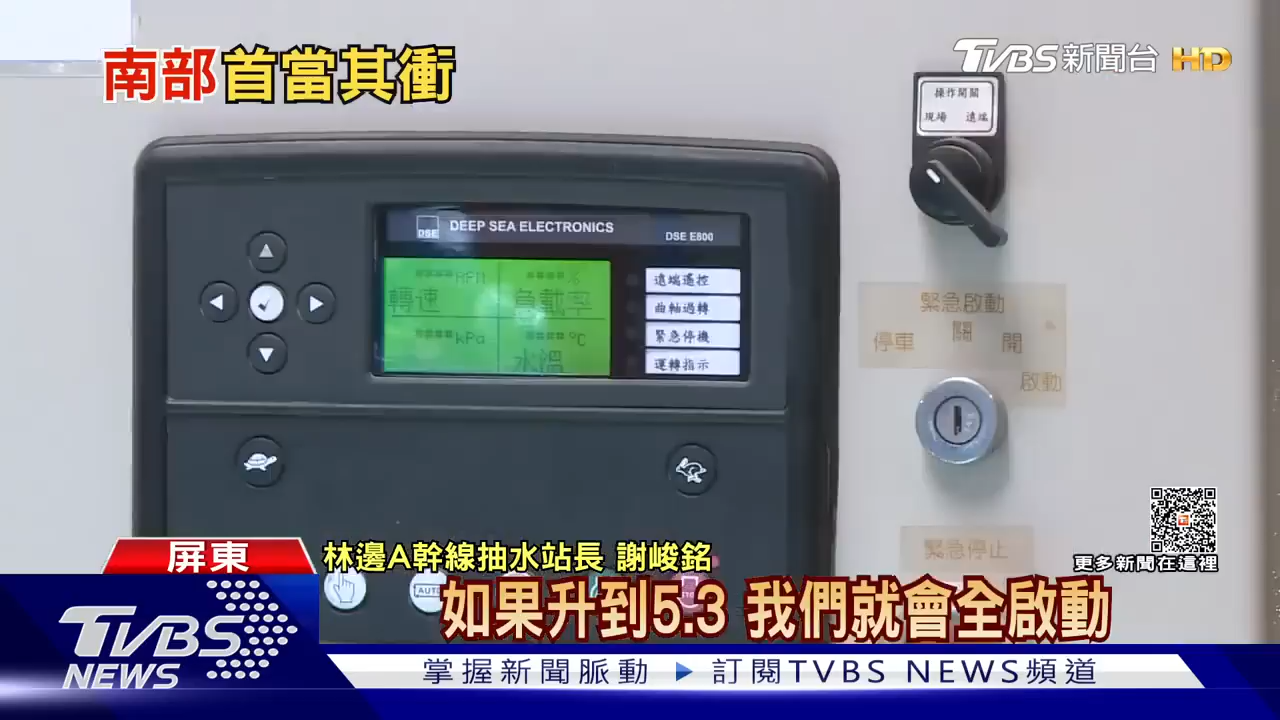 南部首當其衝
TVBS新聞台 HD
操作開關
現場 遠端
DSE DEEP SEA ELECTRONICS
DSE E800
****RPM ****%
轉速 負載率
****kPa ****°C
水溫
遠端遙控
曲軸過轉
緊急停機
運轉指示
緊急啟動
停車 關 開
啟動
緊急停止
AUTO
更多新聞在這裡
屏東
林邊A幹線抽水站長 謝峻銘
如果升到5.3 我們就會全啟動
TVBS
NEWS
掌握新聞脈動 ▶ 訂閱TVBS NEWS頻道